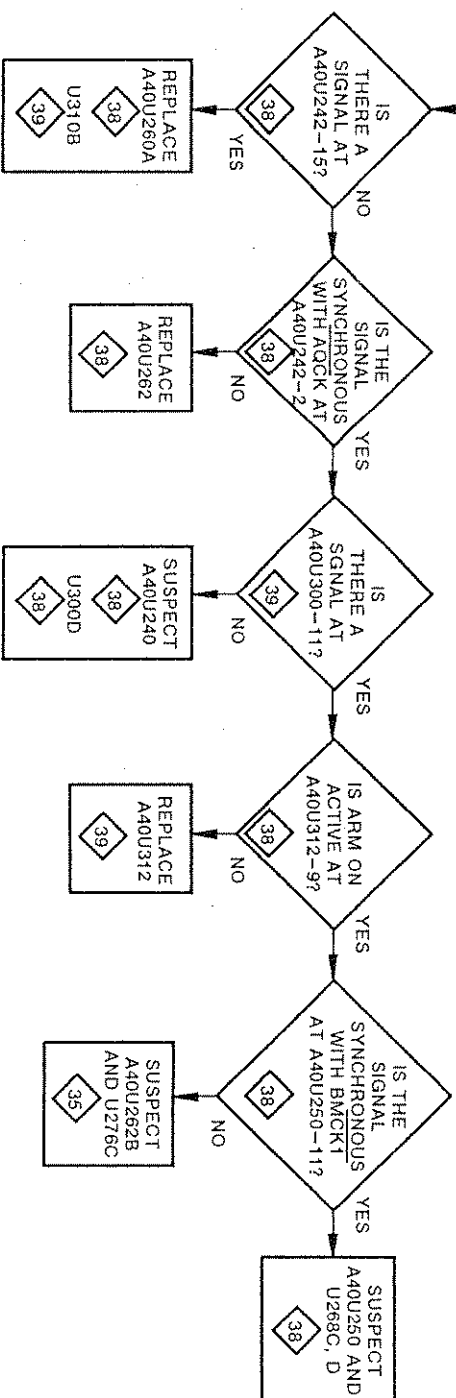 IS
THERE A
SIGNAL AT
A40U242-15?
38
NO
YES
REPLACE
A40U260A
38
U310B
39
IS THE
SIGNAL
SYNCHRONOUS
WITH AQCK AT
A40U242-2
38
YES
NO
REPLACE
A40U262
38
IS
THERE A
SGNAL AT
A40U300-11?
39
YES
NO
SUSPECT
A40U240
38
U300D
38
IS ARM ON
ACTIVE AT
A40U312-9?
38
YES
NO
REPLACE
A40U312
39
IS THE
SIGNAL
SYNCHRONOUS
WITH BMCK1
AT A40U250-11?
38
YES
NO
SUSPECT
A40U262B
AND U276C
35
SUSPECT
A40U250 AND
U268C, D
38